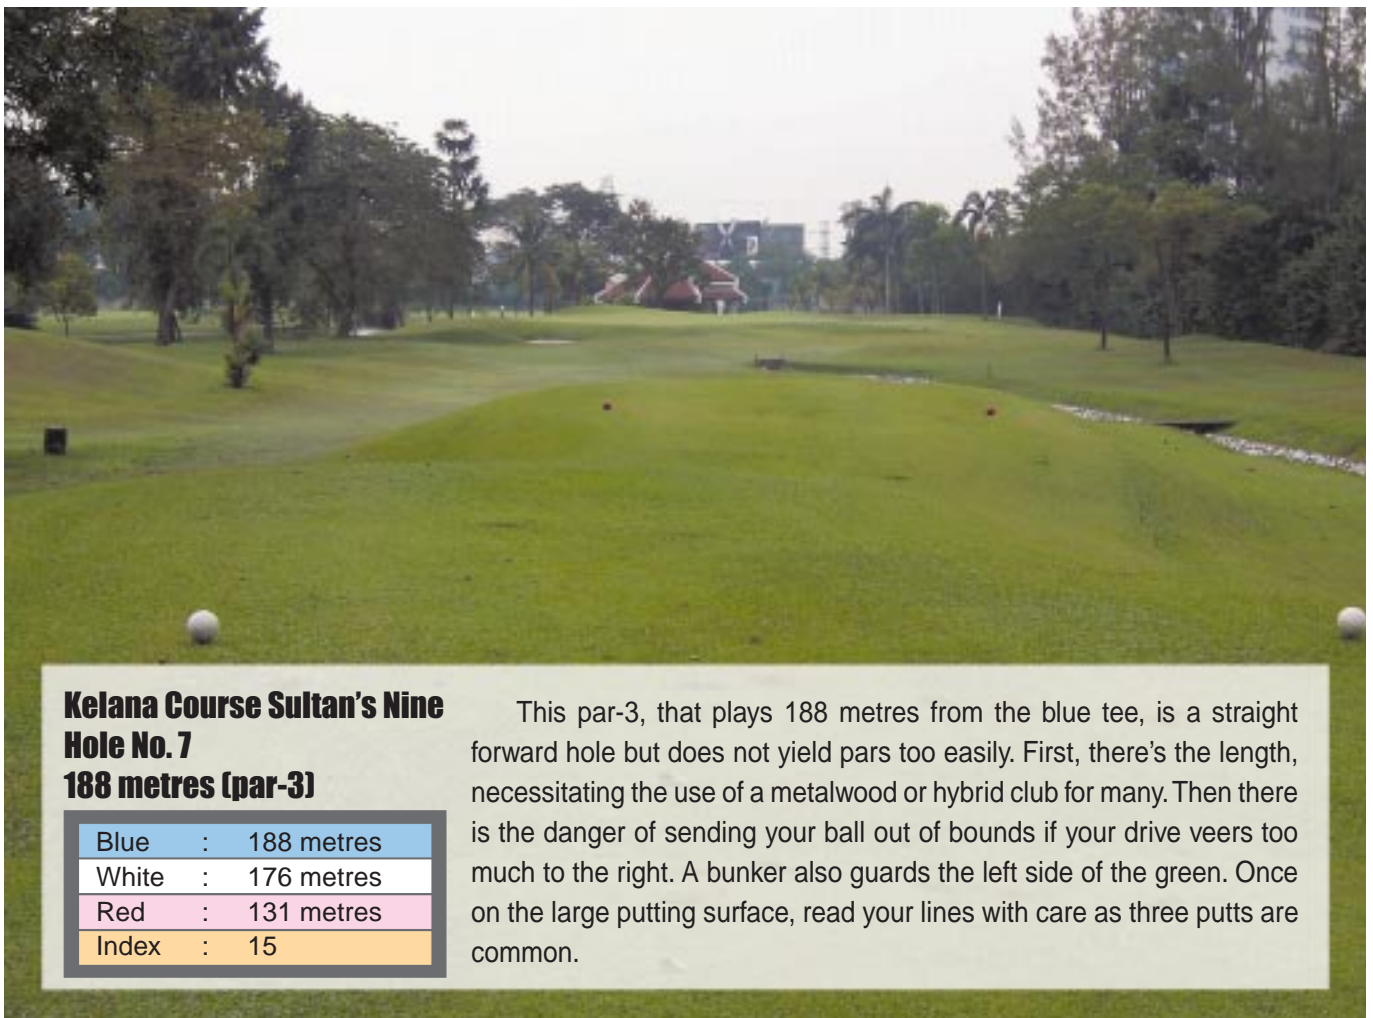 Kelana Course Sultan’s Nine
Hole No. 7
188 metres (par-3)
Blue : 188 metres
White : 176 metres
Red : 131 metres
Index : 15
This par-3, that plays 188 metres from the blue tee, is a straight
forward hole but does not yield pars too easily. First, there’s the length,
necessitating the use of a metalwood or hybrid club for many. Then there
is the danger of sending your ball out of bounds if your drive veers too
much to the right. A bunker also guards the left side of the green. Once
on the large putting surface, read your lines with care as three putts are
common.